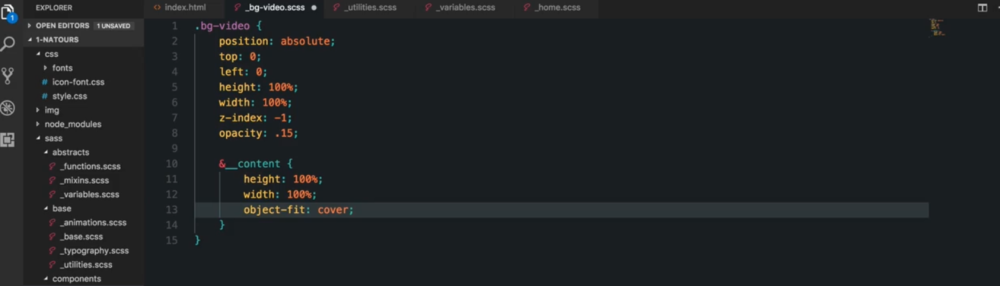 EXPLORER
index.html
_bg-video.scss
_utilities.scss
_variables.scss
_home.scss
1
OPEN EDITORS 1 UNSAVED
1-NATOURS
css
fonts
icon-font.css
style.css
img
node_modules
sass
abstracts
_functions.scss
_mixins.scss
_variables.scss
base
_animations.scss
_base.scss
_typography.scss
_utilities.scss
components
1 .bg-video {
2 position: absolute;
3 top: 0;
4 left: 0;
5 height: 100%;
6 width: 100%;
7 z-index: -1;
8 opacity: .15;
9
10 &__content {
11 height: 100%;
12 width: 100%;
13 object-fit: cover;
14 }
15 }